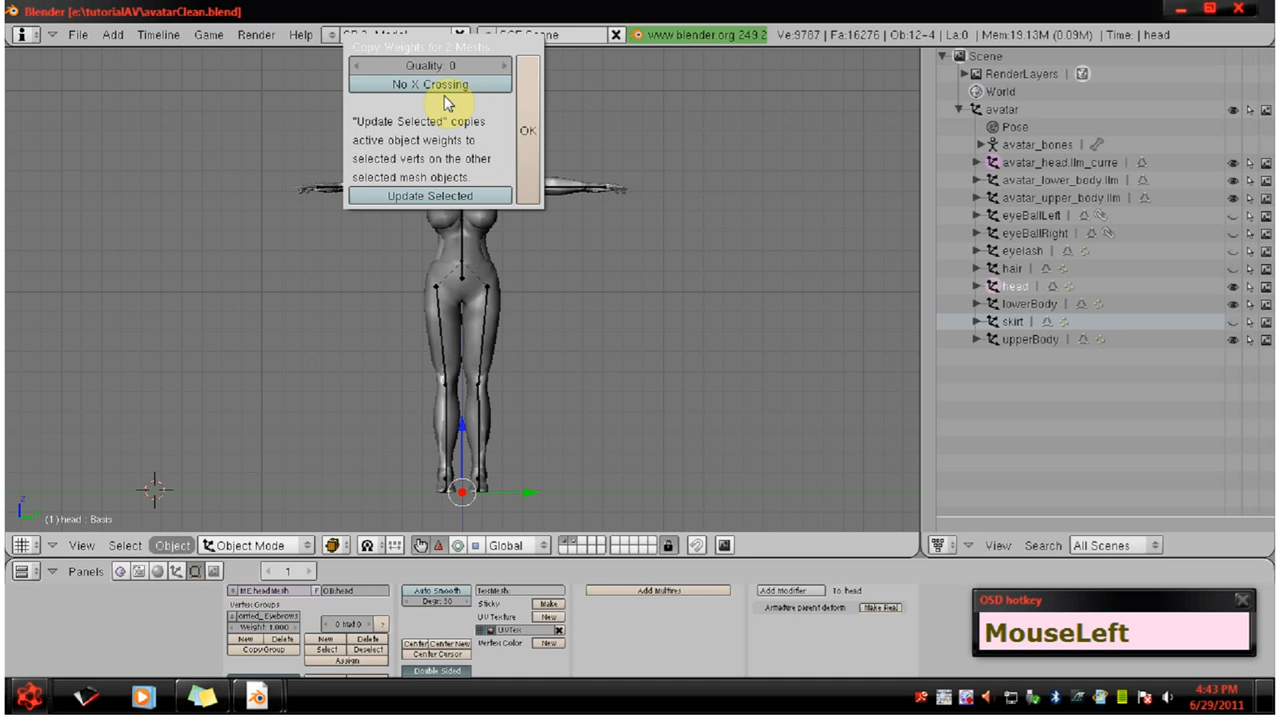 Blender [e:\tutorialAV\avatarClean.blend]
File Add Timeline Game Render Help
Scene
www.blender.org 249.2
Ve:9787 | Fa:16276 | Ob:12-4 | La:0 | Mem:19.13M (0.09M) | Time: | head
Copy Weights for 2 Meshs
Quality: 0
No X Crossing
"Update Selected" copies
active object weights to
selected verts on the other
selected mesh objects.
Update Selected
OK
Scene
RenderLayers |
World
avatar
Pose
avatar_bones |
avatar_head.llm_curre |
avatar_lower_body.llm |
avatar_upper_body.llm |
eyeBallLeft |
eyeBallRight |
eyelash |
hair |
head |
lowerBody |
skirt |
upperBody |
z
(1) head : Basis
View Select Object Object Mode Global
View Search All Scenes
Panels 1
ME:headMesh F OB:head
Vertex Groups
Weight: 1.000
New Delete
Copy Group
0 Mat 0 ?
New Delete
Select Deselect
Assign
Auto Smooth
Degr: 30
Center Center New
Center Cursor
Double Sided
TexMesh:
Sticky Make
UV Texture New
UVTex
Vertex Color New
Add Multires
Add Modifier To: head
Armature parent deform Make Real
OSD hotkey
MouseLeft
4:43 PM
6/29/2011